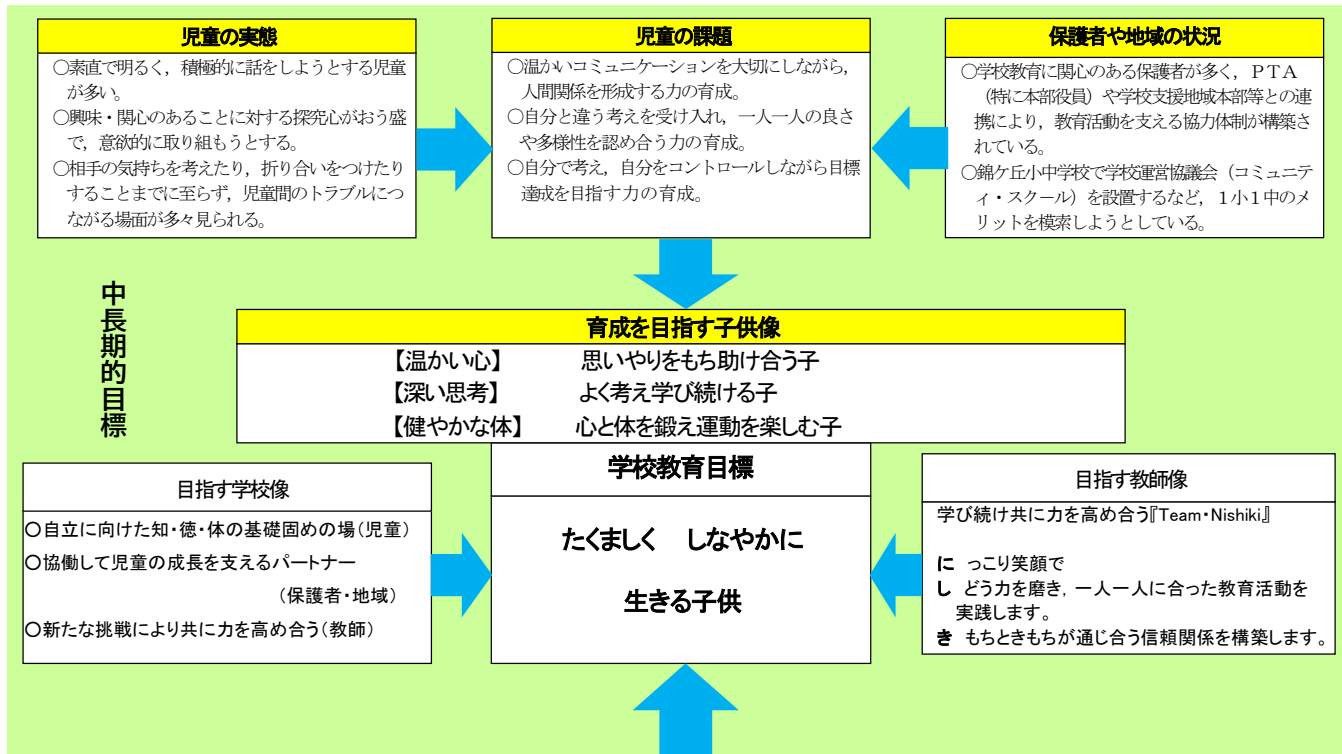 児童の実態
○素直で明るく，積極的に話をしようとする児童
が多い。
○興味・関心のあることに対する探究心がおう盛
で，意欲的に取り組もうとする。
○相手の気持ちを考えたり，折り合いをつけたり
することまでに至らず，児童間のトラブルにつ
ながる場面が多々見られる。
児童の課題
○温かいコミュニケーションを大切にしながら，
人間関係を形成する力の育成。
○自分と違う考えを受け入れ，一人一人の良さ
や多様性を認め合う力の育成。
○自分で考え，自分をコントロールしながら目標
達成を目指す力の育成。
保護者や地域の状況
○学校教育に関心のある保護者が多く，ＰＴＡ
（特に本部役員）や学校支援地域本部等との連
携により，教育活動を支える協力体制が構築さ
れている。
○錦ケ丘小中学校で学校運営協議会（コミュニテ
ィ・スクール）を設置するなど，１小１中のメ
リットを模索しようとしている。
中長期的目標
育成を目指す子供像
【温かい心】 思いやりをもち助け合う子
【深い思考】 よく考え学び続ける子
【健やかな体】 心と体を鍛え運動を楽しむ子
目指す学校像
○自立に向けた知・徳・体の基礎固めの場（児童）
○協働して児童の成長を支えるパートナー
（保護者・地域）
○新たな挑戦により共に力を高め合う（教師）
学校教育目標
たくましく しなやかに
生きる子供
目指す教師像
学び続け共に力を高め合う『Team・Nishiki』
に っこり笑顔で
し どう力を磨き，一人一人に合った教育活動を
実践します。
き もちときもちが通じ合う信頼関係を構築します。